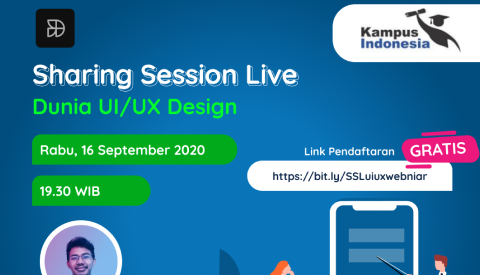 Kampus
Indonesia
Sharing Session Live
Dunia UI/UX Design
Rabu, 16 September 2020
Link Pendaftaran
GRATIS
https://bit.ly/SSLuiuxwebniar
19.30 WIB